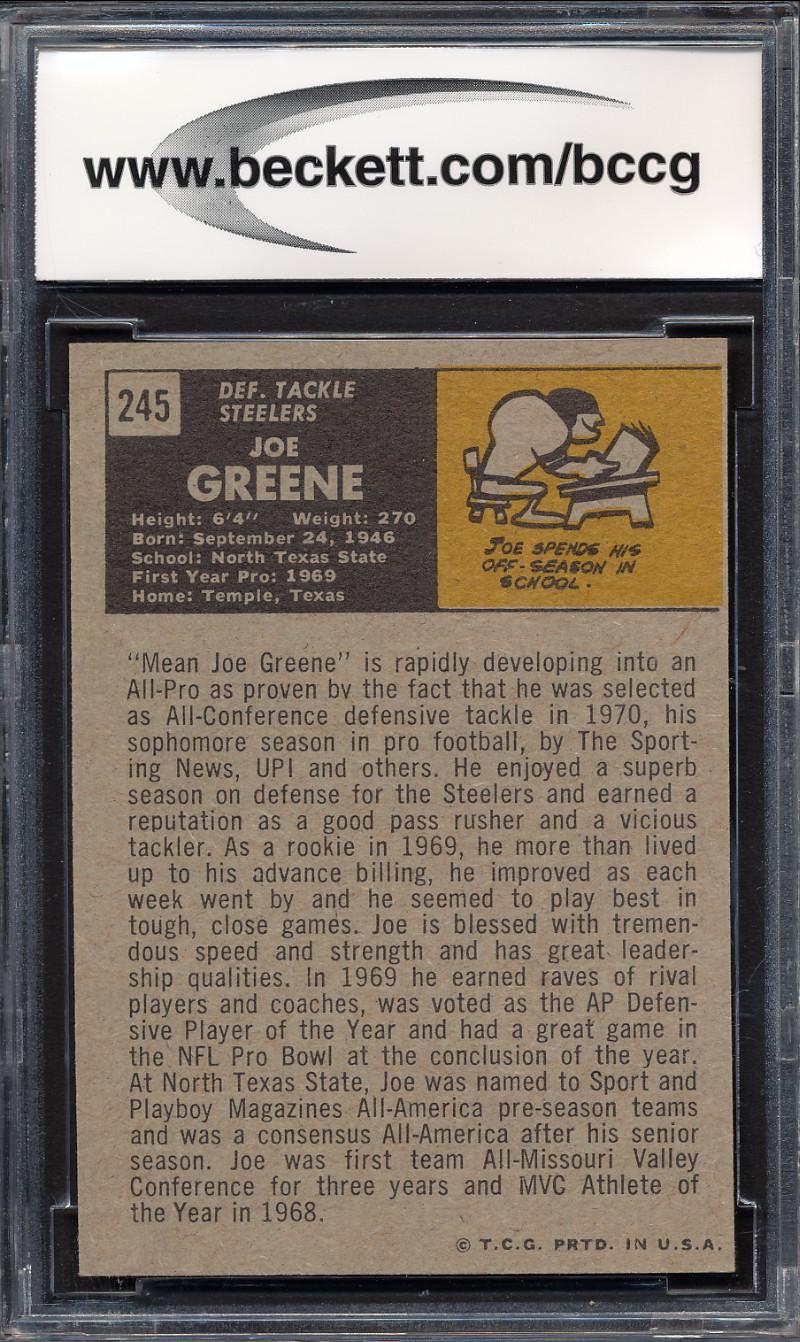 www.beckett.com/bccg
245
DEF. TACKLE
STEELERS
JOE
GREENE
Height: 6'4" Weight: 270
Born: September 24, 1946
School: North Texas State
First Year Pro: 1969
Home: Temple, Texas
JOE SPENDS HIS
OFF-SEASON IN
SCHOOL.
"Mean Joe Greene" is rapidly developing into an
All-Pro as proven by the fact that he was selected
as All-Conference defensive tackle in 1970, his
sophomore season in pro football, by The Sport-
ing News, UPI and others. He enjoyed a superb
season on defense for the Steelers and earned a
reputation as a good pass rusher and a vicious
tackler. As a rookie in 1969, he more than lived
up to his advance billing, he improved as each
week went by and he seemed to play best in
tough, close games. Joe is blessed with tremen-
dous speed and strength and has great leader-
ship qualities. In 1969 he earned raves of rival
players and coaches, was voted as the AP Defen-
sive Player of the Year and had a great game in
the NFL Pro Bowl at the conclusion of the year.
At North Texas State, Joe was named to Sport and
Playboy Magazines All-America pre-season teams
and was a consensus All-America after his senior
season. Joe was first team All-Missouri Valley
Conference for three years and MVC Athlete of
the Year in 1968.
© T.C.G. PRTD. IN U.S.A.